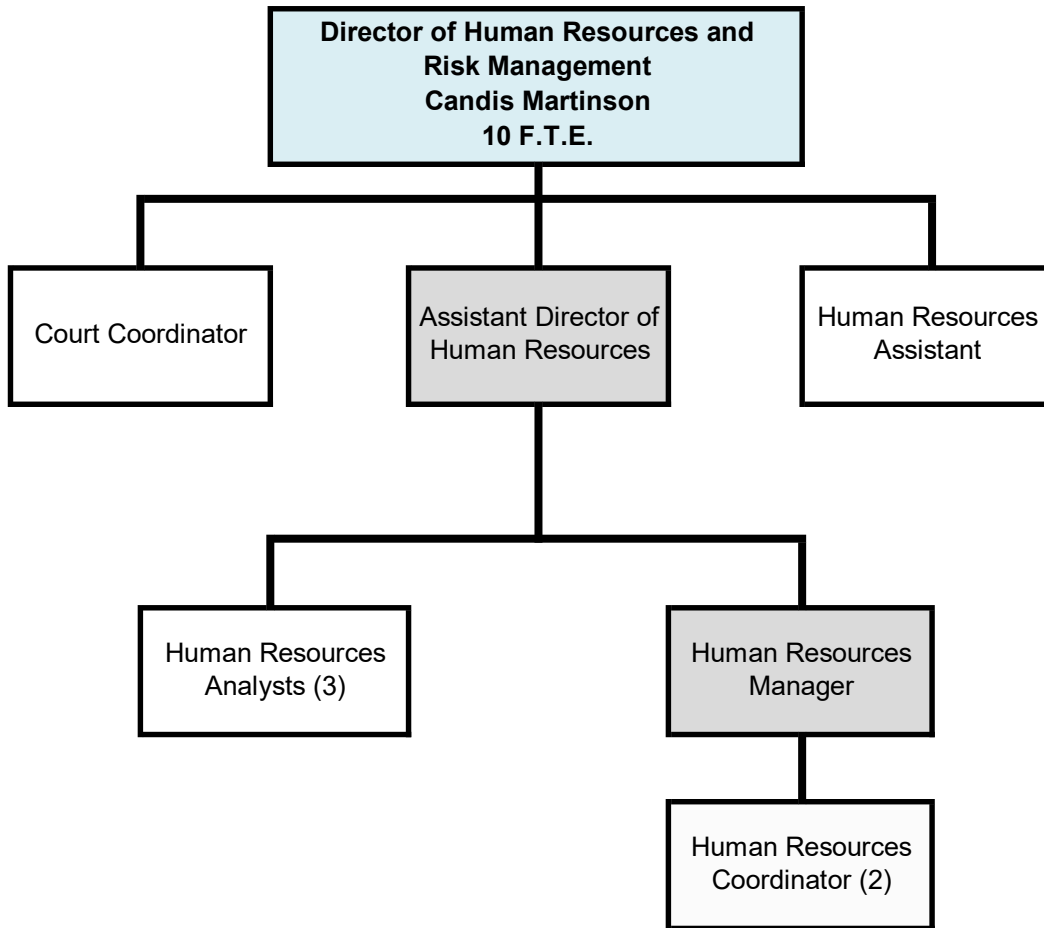 Director of Human Resources and
Risk Management
Candis Martinson
10 F.T.E.
Court Coordinator
Assistant Director of
Human Resources
Human Resources
Assistant
Human Resources
Analysts (3)
Human Resources
Manager
Human Resources
Coordinator (2)